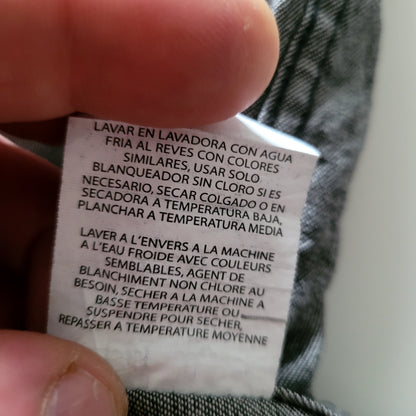 LAVAR EN LAVADORA CON AGUA
FRIA AL REVES CON COLORES
SIMILARES, USAR SOLO
BLANQUEADOR SIN CLORO SI ES
NECESARIO, SECAR COLGADO O EN
SECADORA A TEMPERATURA BAJA,
PLANCHAR A TEMPERATURA MEDIA
LAVER A L'ENVERS A LA MACHINE
A L'EAU FROIDE AVEC COULEURS
SEMBLABLES, AGENT DE
BLANCHIMENT NON CHLORE AU
BESOIN, SECHER A LA MACHINE A
BASSE TEMPERATURE OU
SUSPENDRE POUR SECHER,
REPASSER A TEMPERATURE MOYENNE